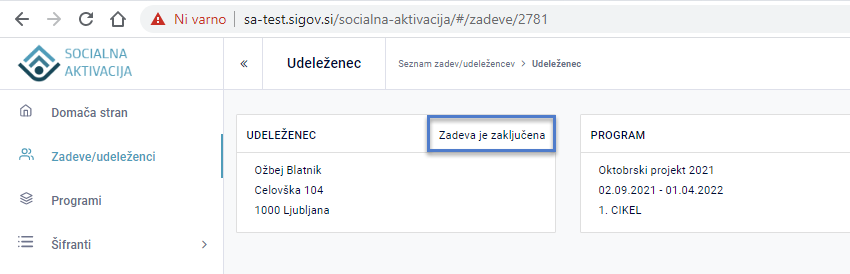 Ni varno
sa-test.sigov.si/socialna-aktivacija/#/zadeve/2781
SOCIALNA
AKTIVACIJA
«
Udeleženec
Seznam zadev/udeležencev > Udeleženec
Domača stran
Zadeve/udeleženci
Programi
Šifranti
UDELEŽENEC
Zadeva je zaključena
Ožbej Blatnik
Celovška 104
1000 Ljubljana
PROGRAM
Oktobrski projekt 2021
02.09.2021 - 01.04.2022
1. CIKEL